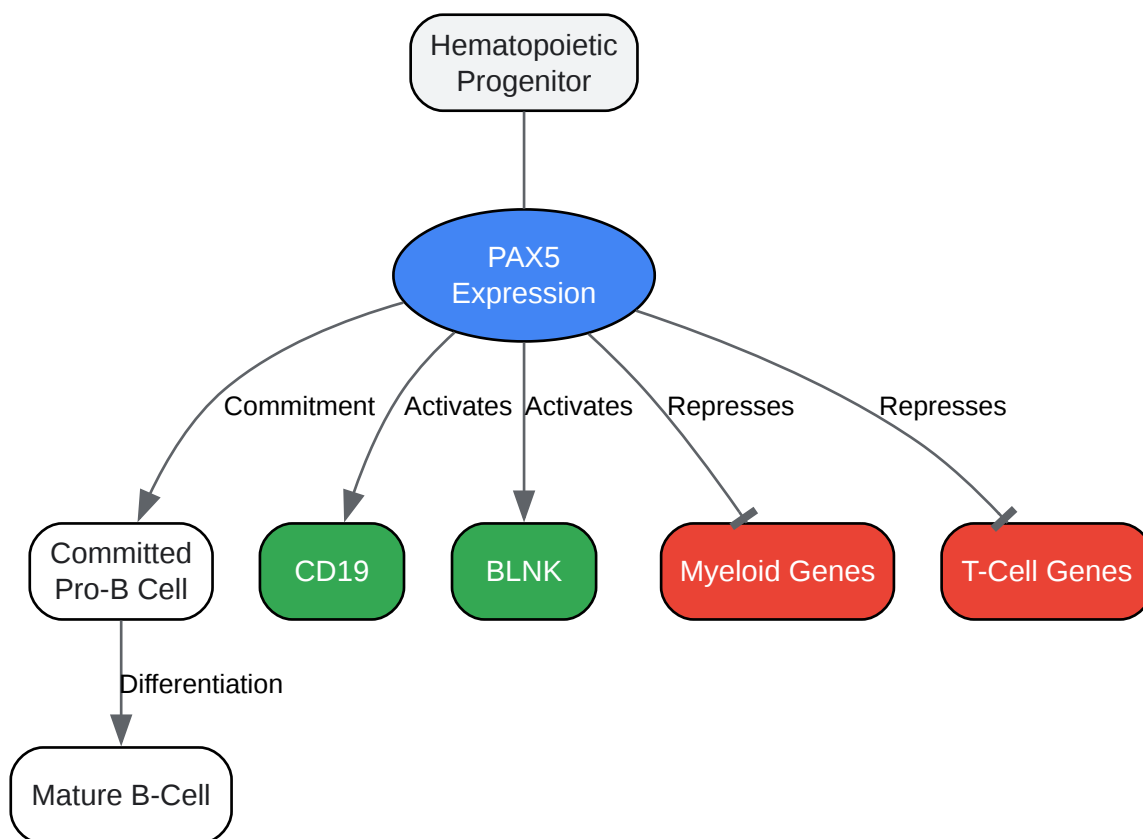 Hematopoietic
Progenitor
PAX5
Expression
Commitment
Activates
Activates
Represses
Represses
Committed
Pro-B Cell
CD19
BLNK
Myeloid Genes
T-Cell Genes
Differentiation
Mature B-Cell